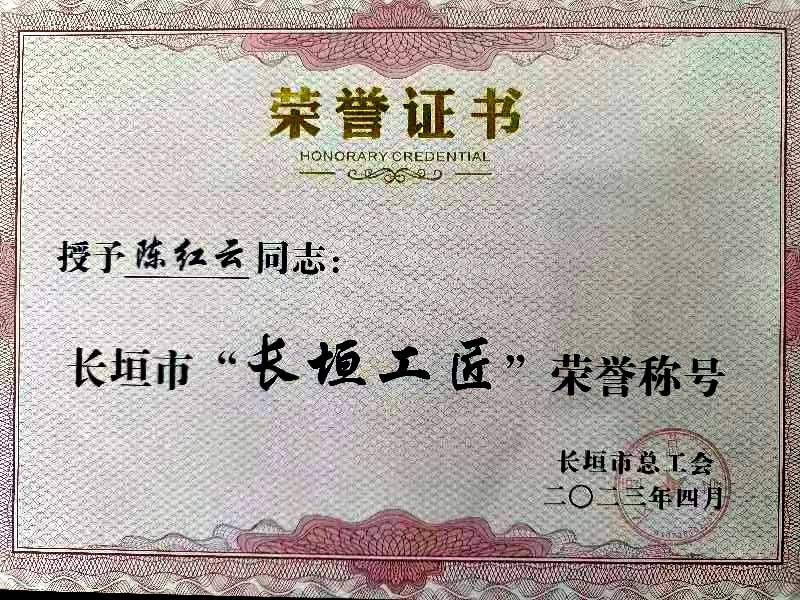 荣誉证书
HONORARY CREDENTIAL
授予陈红云同志：
长垣市“长垣工匠”荣誉称号
长垣市总工会
二〇二三年四月